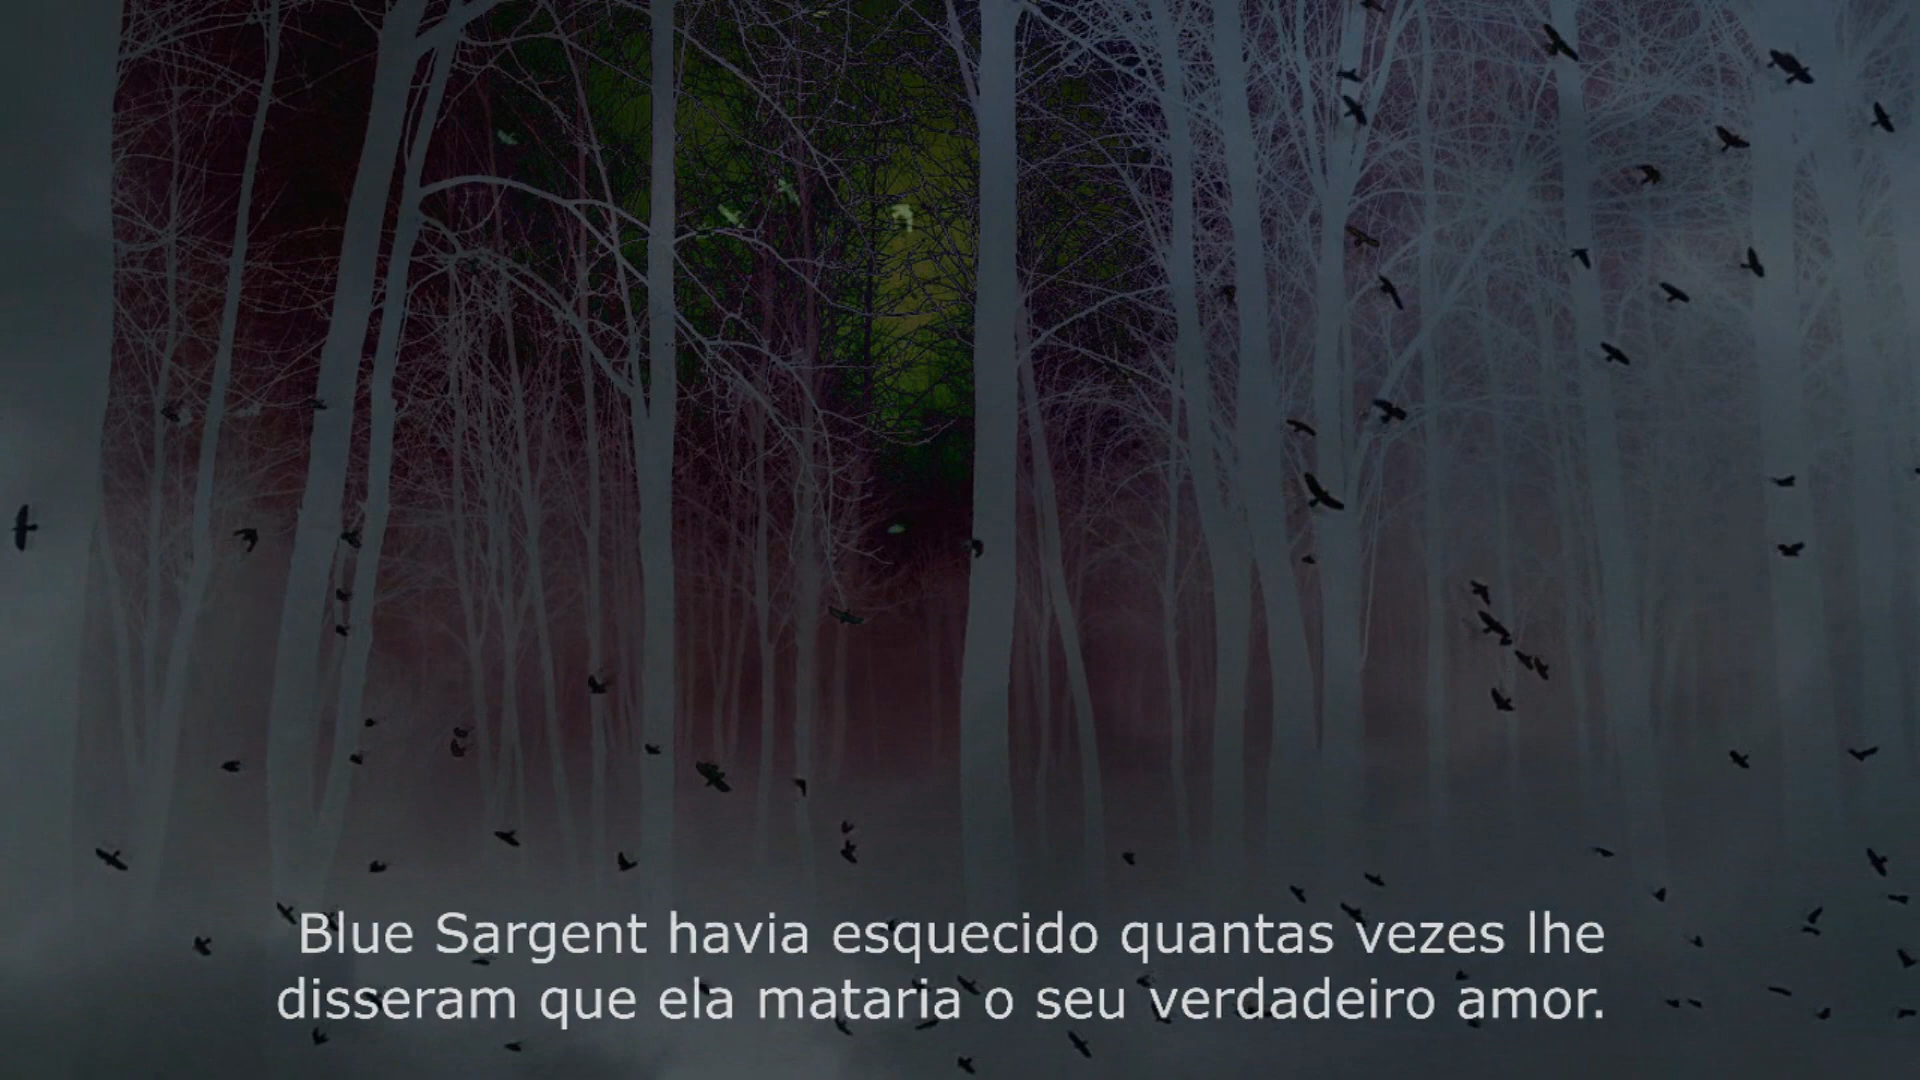 Blue Sargent havia esquecido quantas vezes lhe
disseram que ela mataria o seu verdadeiro amor.